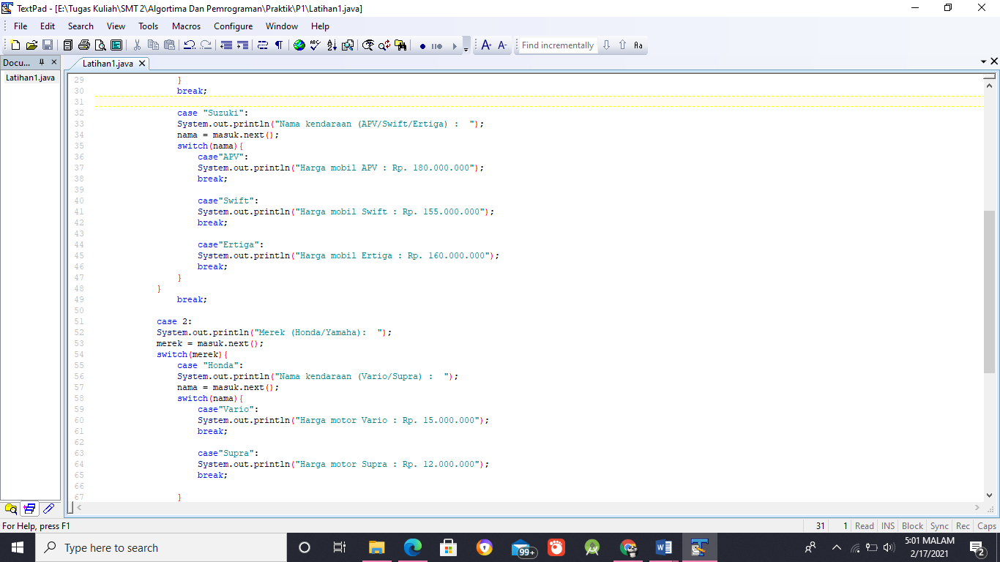 TextPad - [E:\Tugas Kuliah\SMT 2\Algortima Dan Pemrograman\Praktik\P1\Latihan1.java]
File Edit Search View Tools Macros Configure Window Help
Find incrementally
Docu...
Latihan1.java
Latihan1.java
29 }
30 break;
31
32 case "Suzuki":
33 System.out.println("Nama kendaraan (APV/Swift/Ertiga) :  ");
34 nama = masuk.next();
35 switch(nama){
36 case"APV":
37 System.out.println("Harga mobil APV : Rp. 180.000.000");
38 break;
39
40 case"Swift":
41 System.out.println("Harga mobil Swift : Rp. 155.000.000");
42 break;
43
44 case"Ertiga":
45 System.out.println("Harga mobil Ertiga : Rp. 160.000.000");
46 break;
47 }
48 }
49 break;
50
51 case 2:
52 System.out.println("Merek (Honda/Yamaha):  ");
53 merek = masuk.next();
54 switch(merek){
55 case "Honda":
56 System.out.println("Nama kendaraan (Vario/Supra) :  ");
57 nama = masuk.next();
58 switch(nama){
59 case"Vario":
60 System.out.println("Harga motor Vario : Rp. 15.000.000");
61 break;
62
63 case"Supra":
64 System.out.println("Harga motor Supra : Rp. 12.000.000");
65 break;
66
67 }
For Help, press F1
31 1 Read INS Block Sync Rec Caps
Type here to search
99+
5:01 MALAM
2/17/2021
2